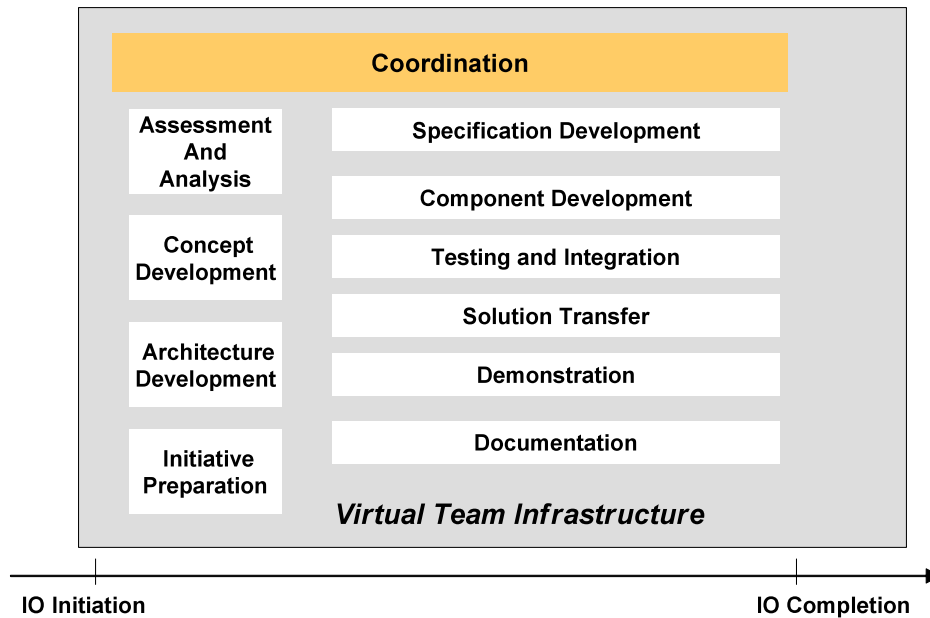 Coordination
Assessment
And
Analysis
Concept
Development
Architecture
Development
Initiative
Preparation
Specification Development
Component Development
Testing and Integration
Solution Transfer
Demonstration
Documentation
Virtual Team Infrastructure
IO Initiation
IO Completion